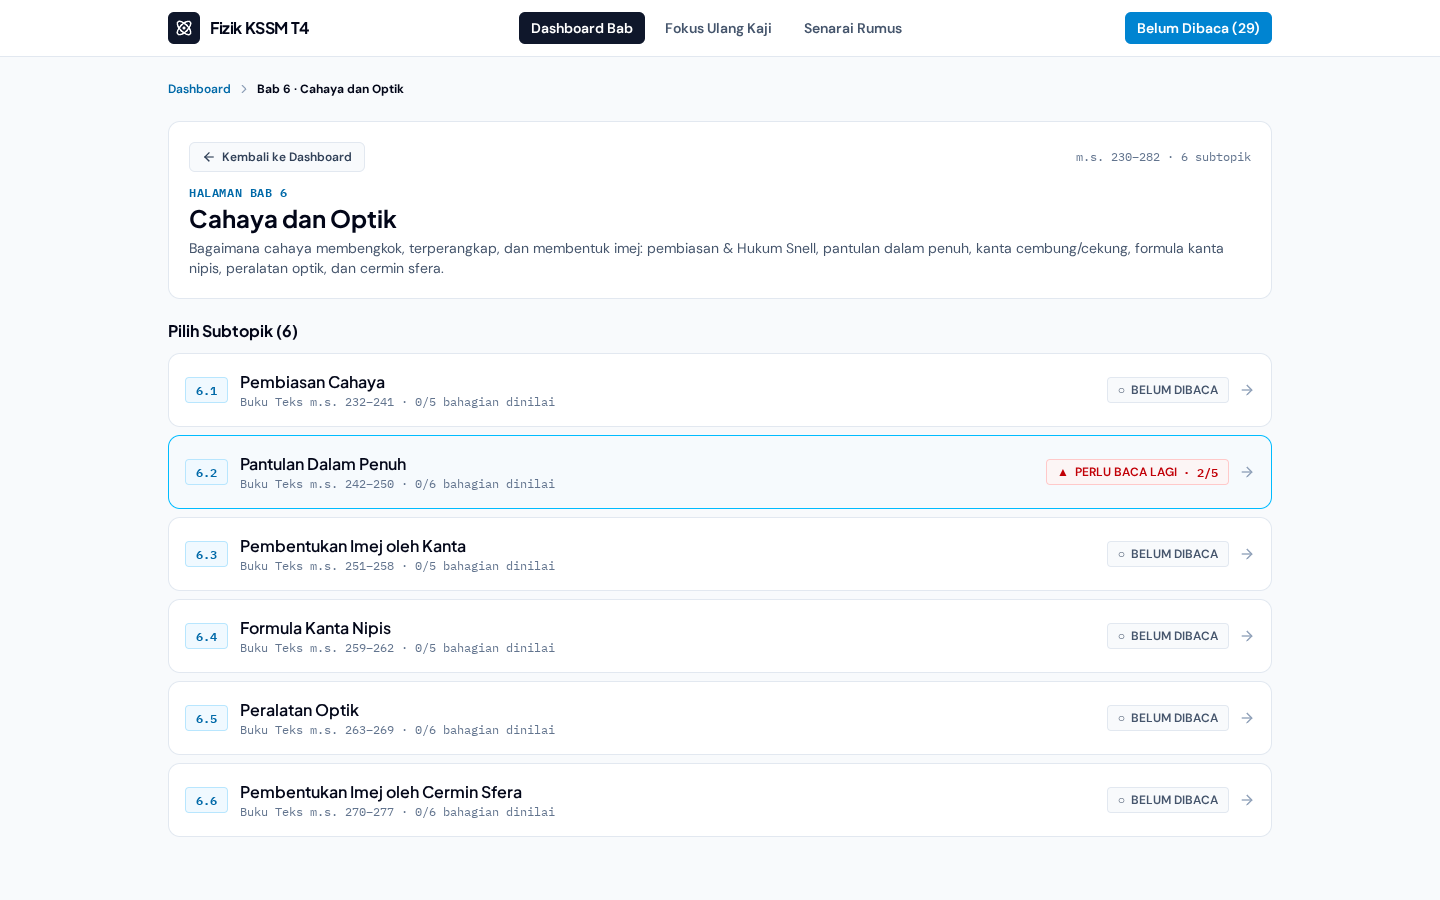 Fizik KSSM T4
Dashboard Bab
Fokus Ulang Kaji
Senarai Rumus
Belum Dibaca (29)
Dashboard > Bab 6 · Cahaya dan Optik
← Kembali ke Dashboard
m.s. 230–282 · 6 subtopik
HALAMAN BAB 6
Cahaya dan Optik
Bagaimana cahaya membengkok, terperangkap, dan membentuk imej: pembiasan & Hukum Snell, pantulan dalam penuh, kanta cembung/cekung, formula kanta
nipis, peralatan optik, dan cermin sfera.
Pilih Subtopik (6)
6.1
Pembiasan Cahaya
Buku Teks m.s. 232–241 · 0/5 bahagian dinilai
○ BELUM DIBACA →
6.2
Pantulan Dalam Penuh
Buku Teks m.s. 242–250 · 0/6 bahagian dinilai
▲ PERLU BACA LAGI · 2/5 →
6.3
Pembentukan Imej oleh Kanta
Buku Teks m.s. 251–258 · 0/5 bahagian dinilai
○ BELUM DIBACA →
6.4
Formula Kanta Nipis
Buku Teks m.s. 259–262 · 0/5 bahagian dinilai
○ BELUM DIBACA →
6.5
Peralatan Optik
Buku Teks m.s. 263–269 · 0/6 bahagian dinilai
○ BELUM DIBACA →
6.6
Pembentukan Imej oleh Cermin Sfera
Buku Teks m.s. 270–277 · 0/6 bahagian dinilai
○ BELUM DIBACA →